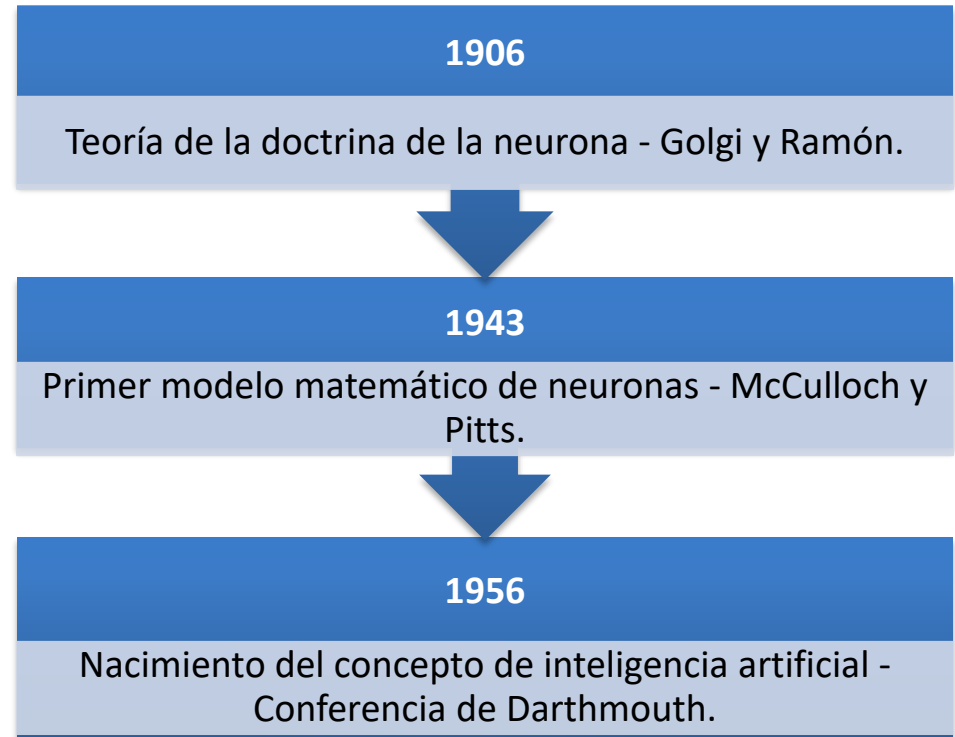 1906
Teoría de la doctrina de la neurona - Golgi y Ramón.
1943
Primer modelo matemático de neuronas - McCulloch y
Pitts.
1956
Nacimiento del concepto de inteligencia artificial -
Conferencia de Darthmouth.